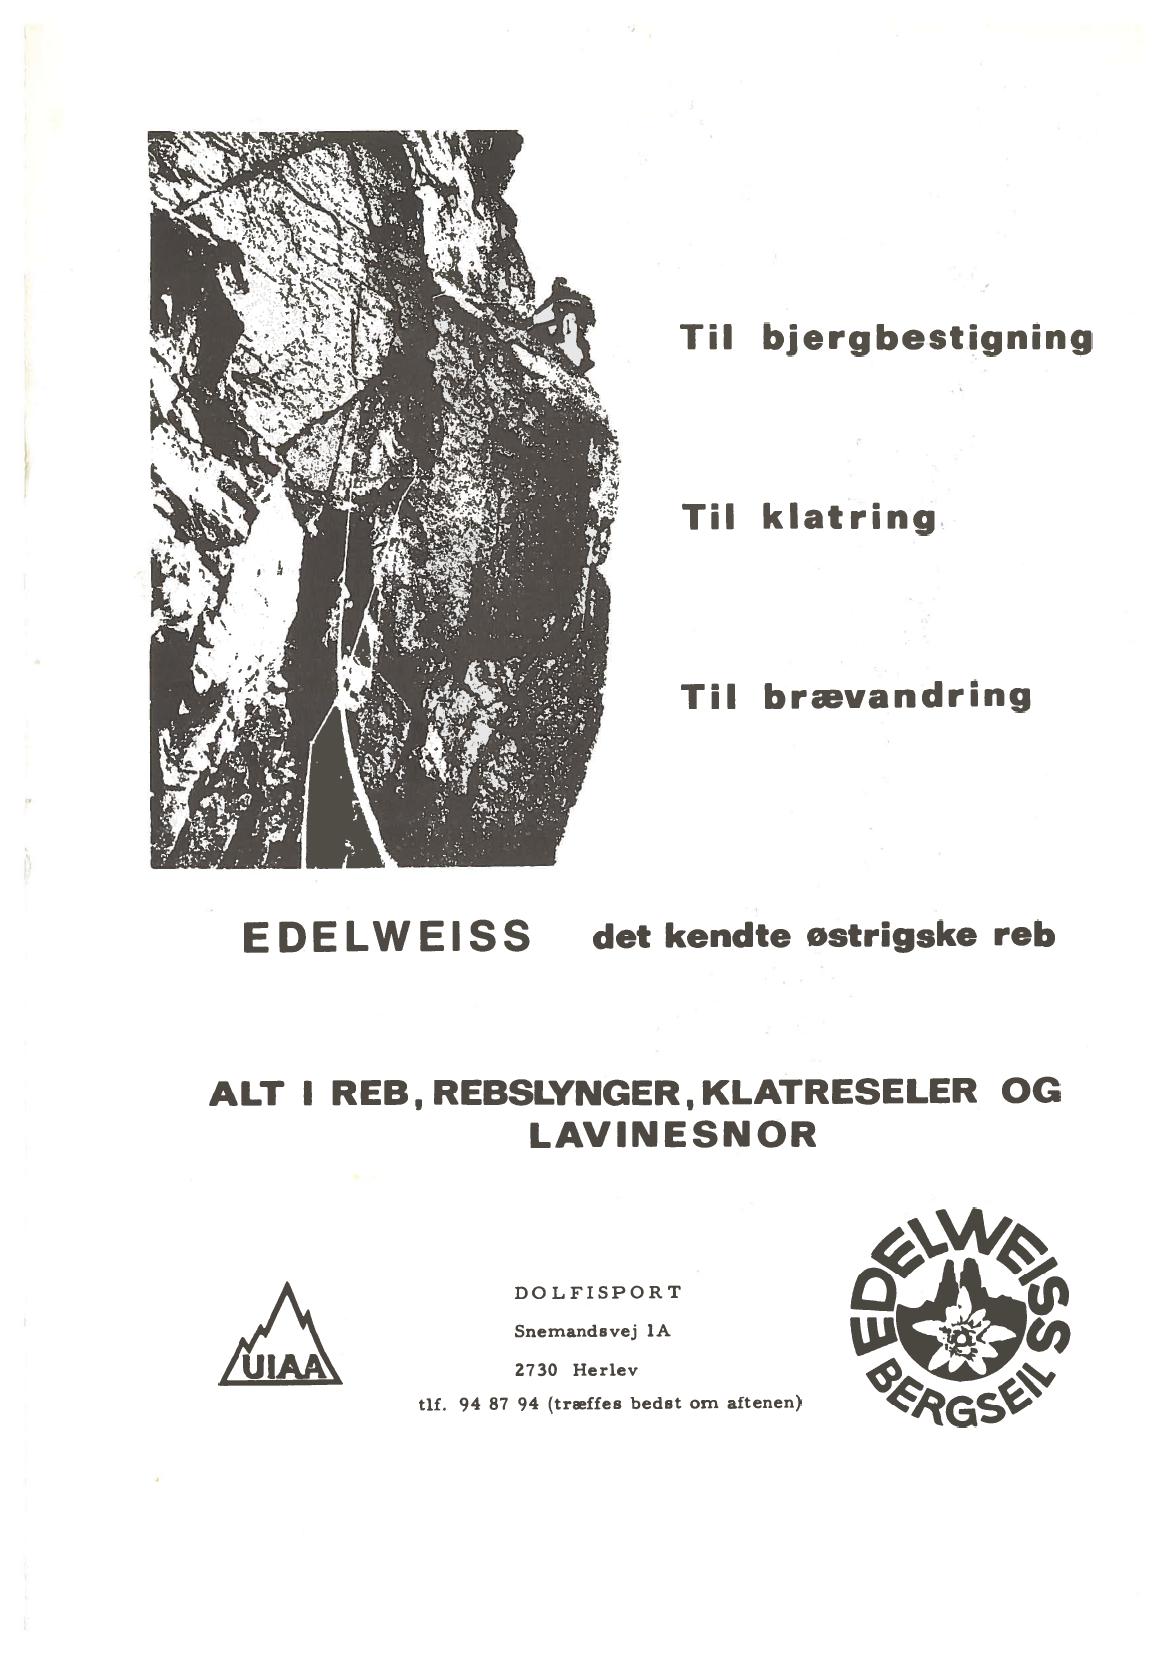 Til bjergbestigning
Til klatring
Til brævandring
EDELWEISS det kendte østrigske reb
ALT I REB, REBSLYNGER, KLATRESELER OG
LAVINESNOR
UIAA
DOLFISPORT
Snemandsvej 1A
2730 Herlev
tlf. 94 87 94 (træffes bedst om aftenen)
EDELWEISS
BERGSEIL